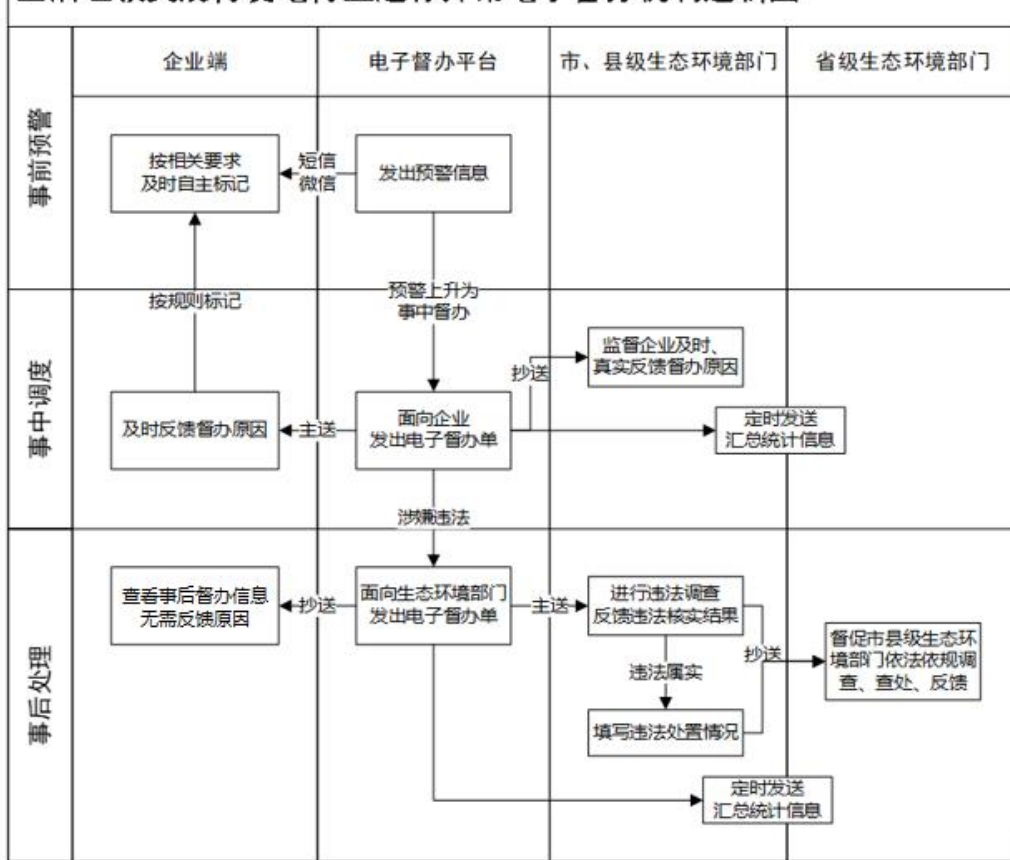 企业端
电子督办平台
市、县级生态环境部门
省级生态环境部门
事前预警
按相关要求
及时自主标记
短信
微信
发出预警信息
按规则标记
预警上升为
事中督办
事中调度
监督企业及时、
真实反馈督办原因
抄送
及时反馈督办原因
主送
面向企业
发出电子督办单
定时发送
汇总统计信息
涉嫌违法
事后处理
查看事后督办信息
无需反馈原因
抄送
面向生态环境部门
发出电子督办单
主送
进行违法调查
反馈违法核实结果
抄送
督促市县级生态环
境部门依法依规调
查、查处、反馈
违法属实
填写违法处置情况
定时发送
汇总统计信息